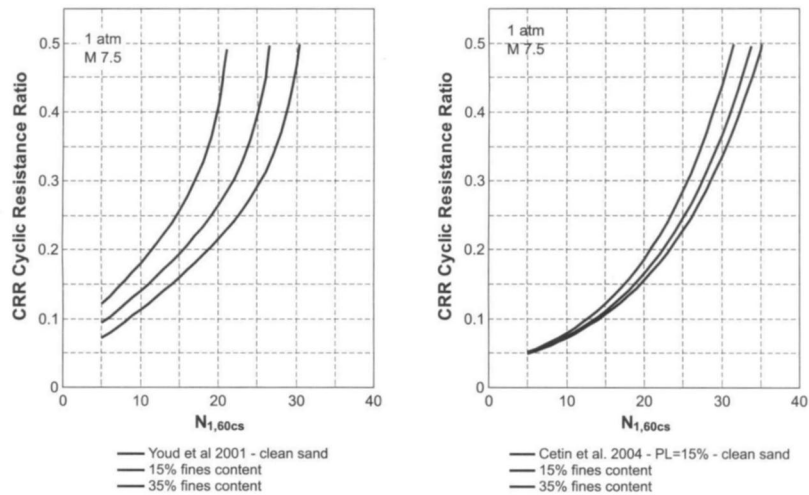 1 atm
M 7.5
CRR Cyclic Resistance Ratio
0.5
0.4
0.3
0.2
0.1
0
0 10 20 30 40
N1,60cs
Youd et al 2001 - clean sand
15% fines content
35% fines content
1 atm
M 7.5
CRR Cyclic Resistance Ratio
0.5
0.4
0.3
0.2
0.1
0
0 10 20 30 40
N1,60cs
Cetin et al. 2004 - PL=15% - clean sand
15% fines content
35% fines content